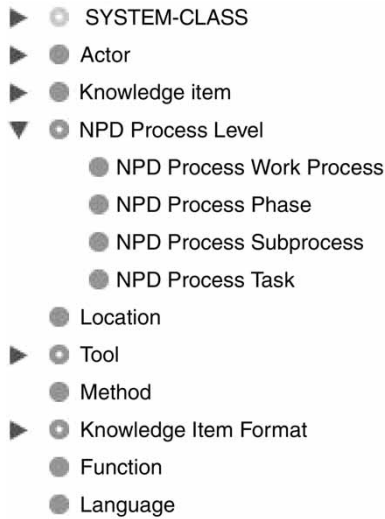 SYSTEM-CLASS
Actor
Knowledge item
NPD Process Level
NPD Process Work Process
NPD Process Phase
NPD Process Subprocess
NPD Process Task
Location
Tool
Method
Knowledge Item Format
Function
Language